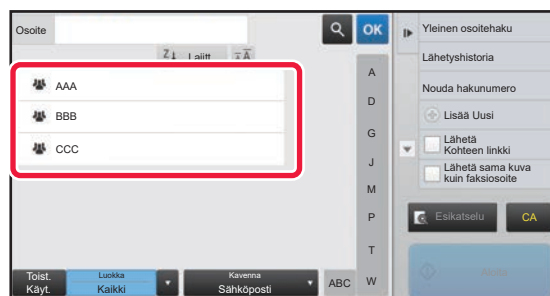 Osoite
OK
Lajitt.
AAA
BBB
CCC
A
D
G
J
M
P
T
W
Toist.
Käyt.
Luokka
Kaikki
Kavenna
Sähköposti
ABC
Yleinen osoitehaku
Lähetyshistoria
Nouda hakunumero
Lisää Uusi
Lähetä
Kohteen linkki
Lähetä sama kuva
kuin faksiosoite
Esikatselu
CA